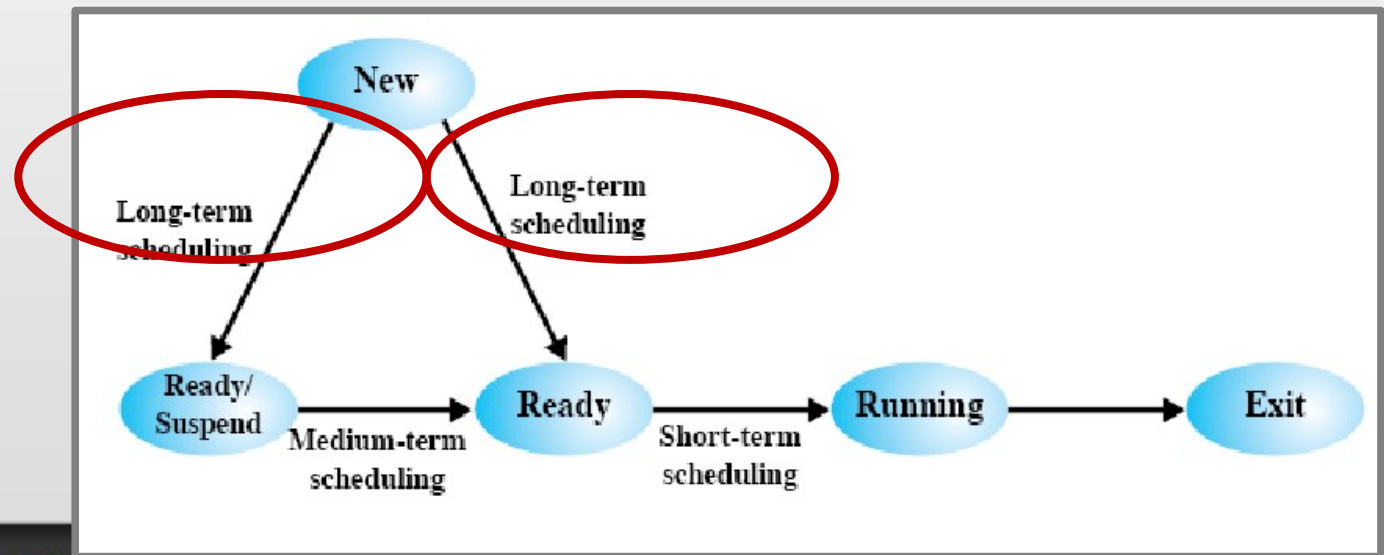 New
Long-term
scheduling
Long-term
scheduling
Ready/
Suspend
Medium-term
scheduling
Ready
Short-term
scheduling
Running
Exit